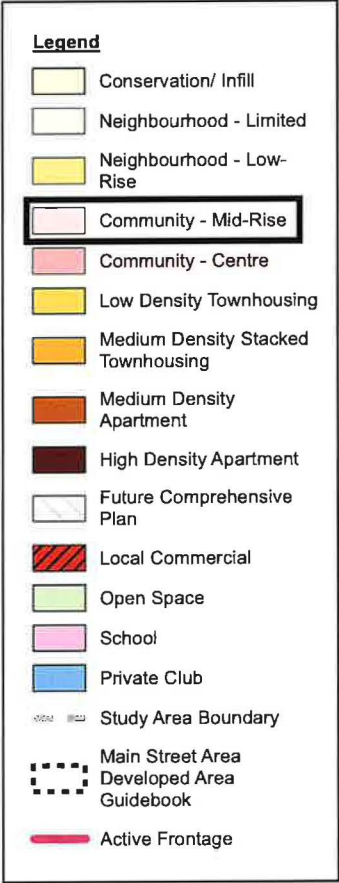 Legend
Conservation/ Infill
Neighbourhood - Limited
Neighbourhood - Low-
Rise
Community - Mid-Rise
Community - Centre
Low Density Townhousing
Medium Density Stacked
Townhousing
Medium Density
Apartment
High Density Apartment
Future Comprehensive
Plan
Local Commercial
Open Space
School
Private Club
Study Area Boundary
Main Street Area
Developed Area
Guidebook
Active Frontage